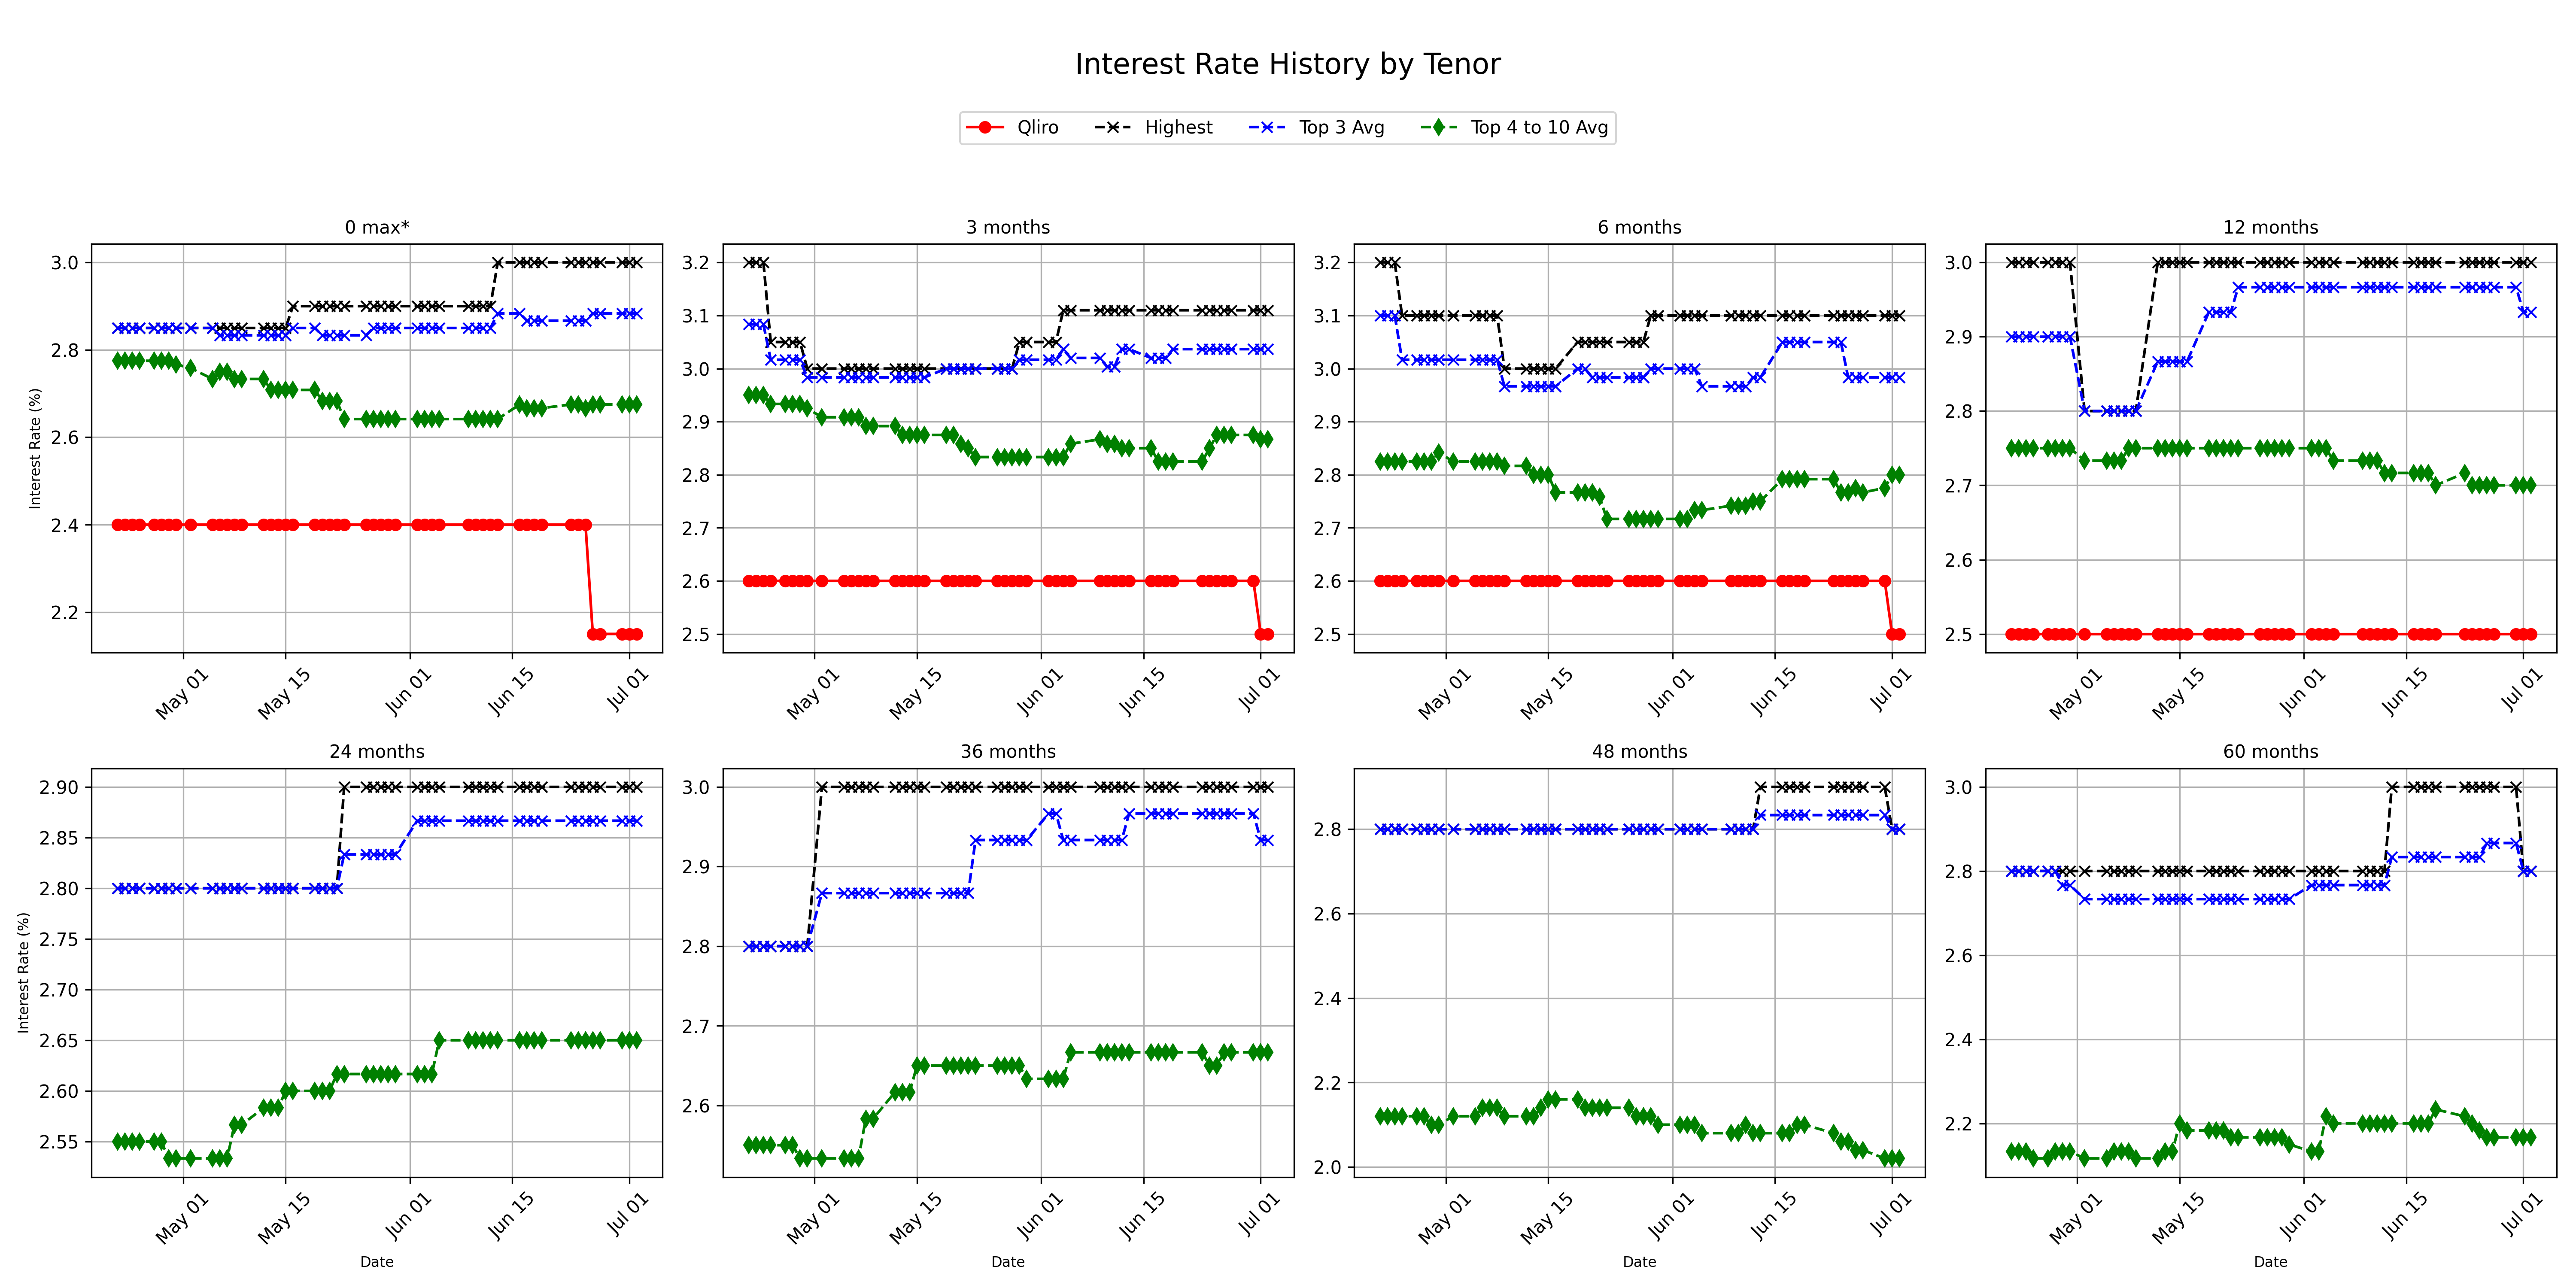 Interest Rate History by Tenor
Qliro Highest Top 3 Avg Top 4 to 10 Avg
0 max*
Interest Rate (%)
3.0
2.8
2.6
2.4
2.2
May 01 May 15 Jun 01 Jun 15 Jul 01
3 months
3.2
3.1
3.0
2.9
2.8
2.7
2.6
2.5
May 01 May 15 Jun 01 Jun 15 Jul 01
6 months
3.2
3.1
3.0
2.9
2.8
2.7
2.6
2.5
May 01 May 15 Jun 01 Jun 15 Jul 01
12 months
3.0
2.9
2.8
2.7
2.6
2.5
May 01 May 15 Jun 01 Jun 15 Jul 01
24 months
Interest Rate (%)
2.90
2.85
2.80
2.75
2.70
2.65
2.60
2.55
May 01 May 15 Jun 01 Jun 15 Jul 01
Date
36 months
3.0
2.9
2.8
2.7
2.6
May 01 May 15 Jun 01 Jun 15 Jul 01
Date
48 months
2.8
2.6
2.4
2.2
2.0
May 01 May 15 Jun 01 Jun 15 Jul 01
Date
60 months
3.0
2.8
2.6
2.4
2.2
May 01 May 15 Jun 01 Jun 15 Jul 01
Date